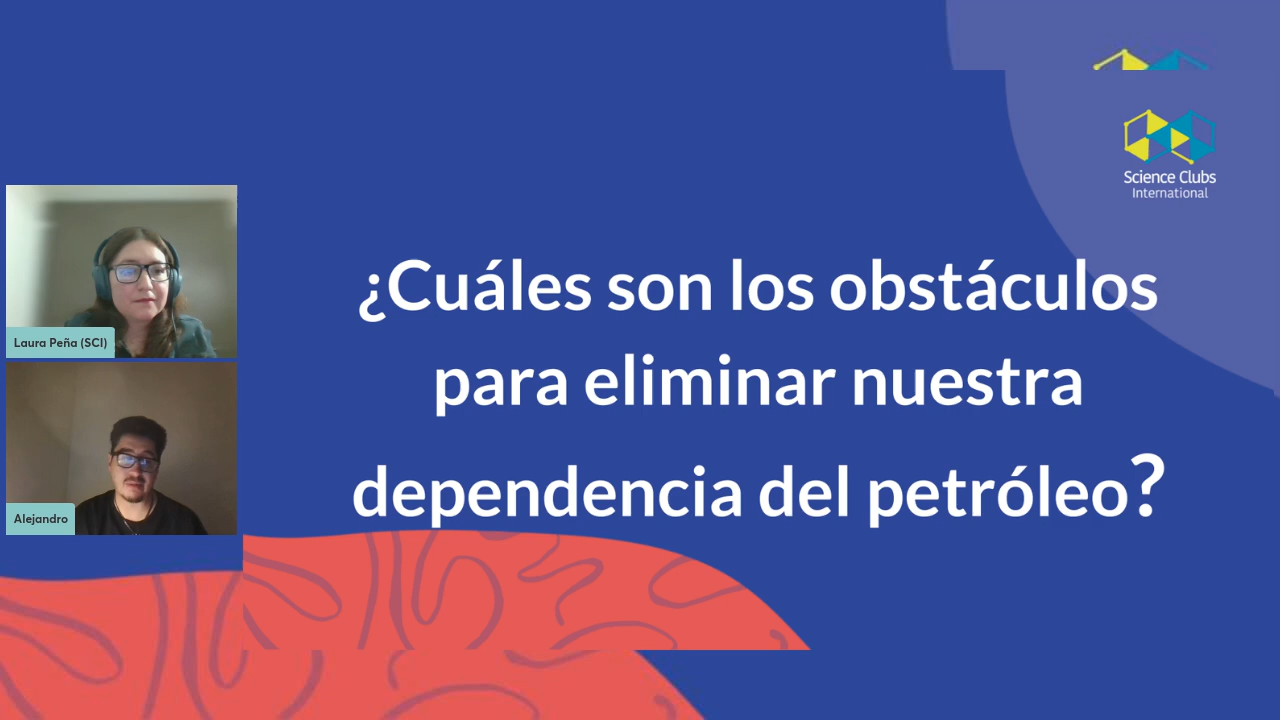 Science Clubs
International
¿Cuáles son los obstáculos
para eliminar nuestra
dependencia del petróleo?
Laura Peña (SCI)
Alejandro